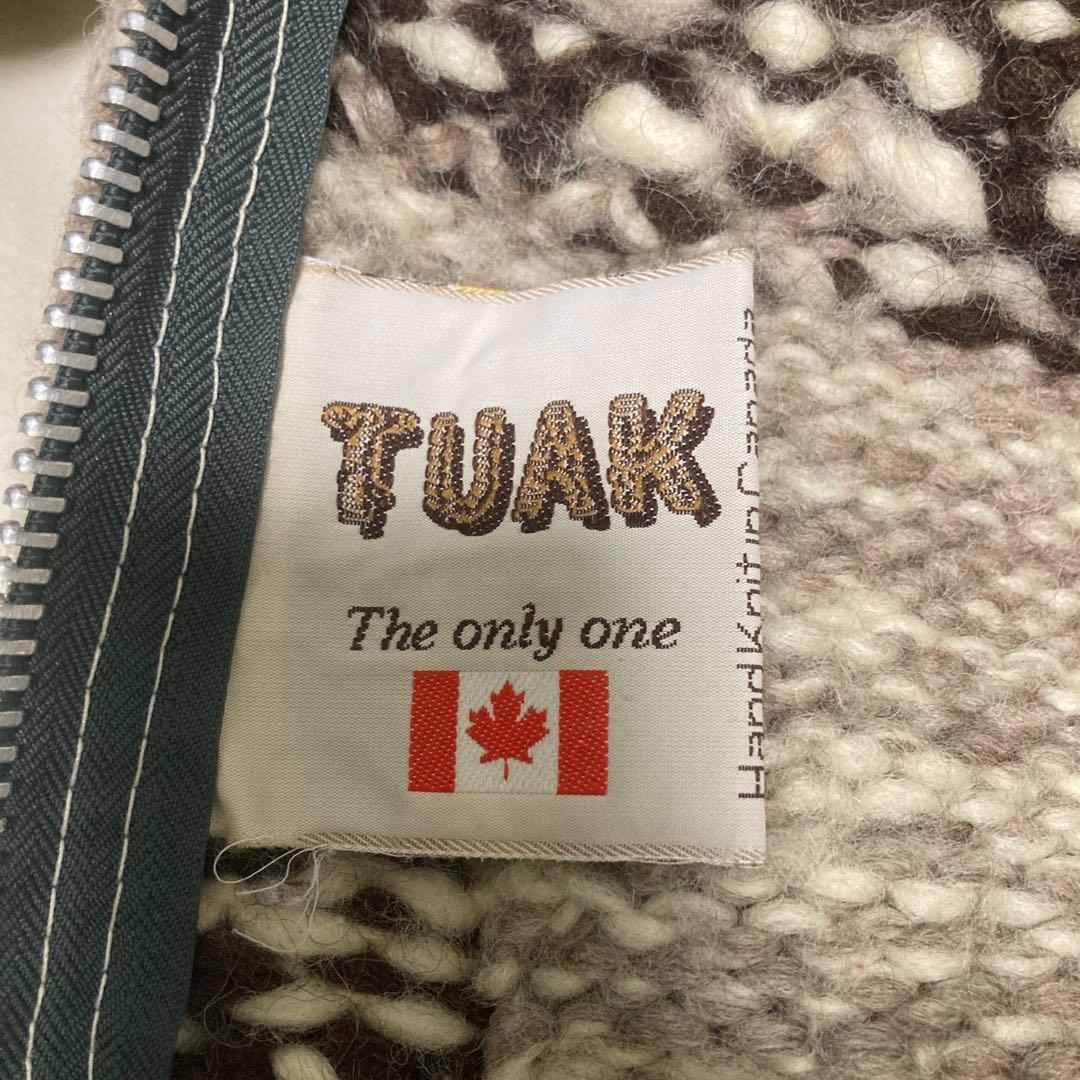 TUAK
The only one
Hand Knit in Canada